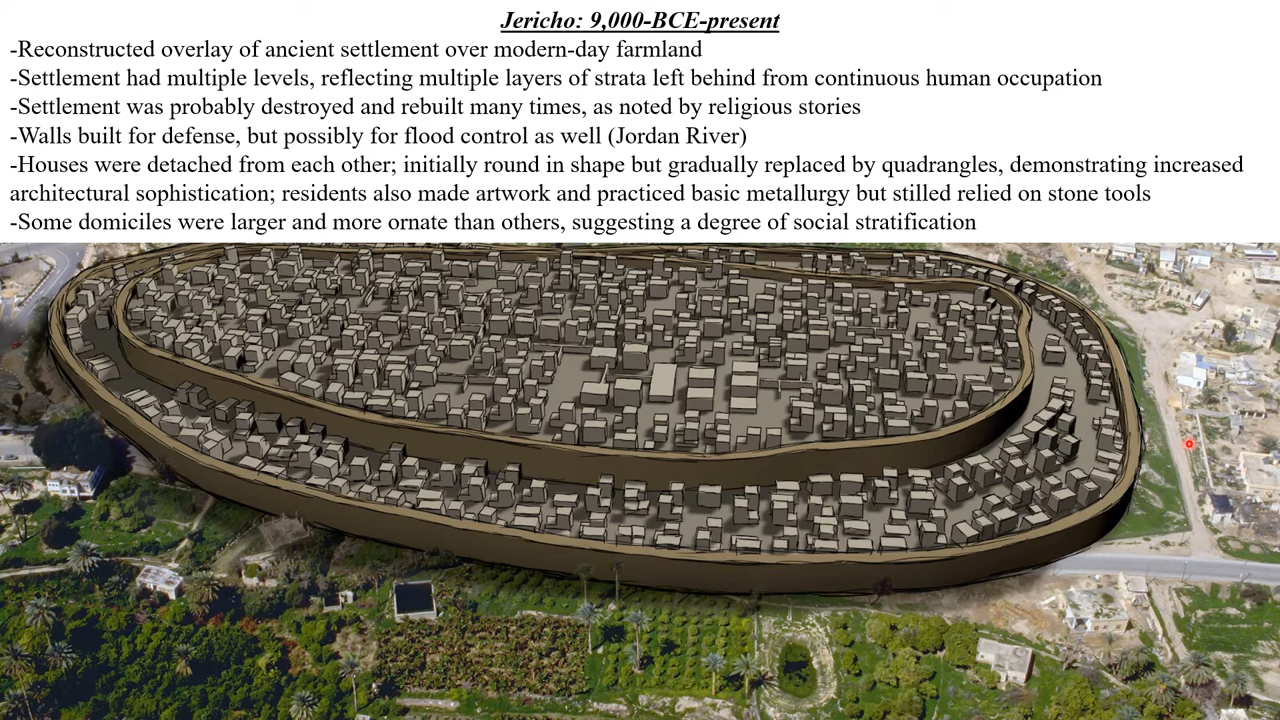 Jericho: 9,000-BCE-present
-Reconstructed overlay of ancient settlement over modern-day farmland
-Settlement had multiple levels, reflecting multiple layers of strata left behind from continuous human occupation
-Settlement was probably destroyed and rebuilt many times, as noted by religious stories
-Walls built for defense, but possibly for flood control as well (Jordan River)
-Houses were detached from each other; initially round in shape but gradually replaced by quadrangles, demonstrating increased
architectural sophistication; residents also made artwork and practiced basic metallurgy but stilled relied on stone tools
-Some domiciles were larger and more ornate than others, suggesting a degree of social stratification